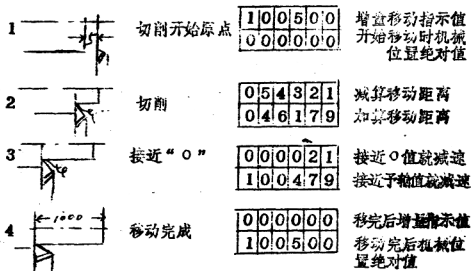 1 切削开始原点 100500 增量移动指示值
000000 开始移动时机械
位置绝对值
2 切削 054321 减算移动距离
046179 加算移动距离
3 接近“0” 000021 接近0值就减速
100479 接近予轴值就减速
4 1000 移动完成 000000 移完后增量指示值
100500 移动完后机械位
置绝对值